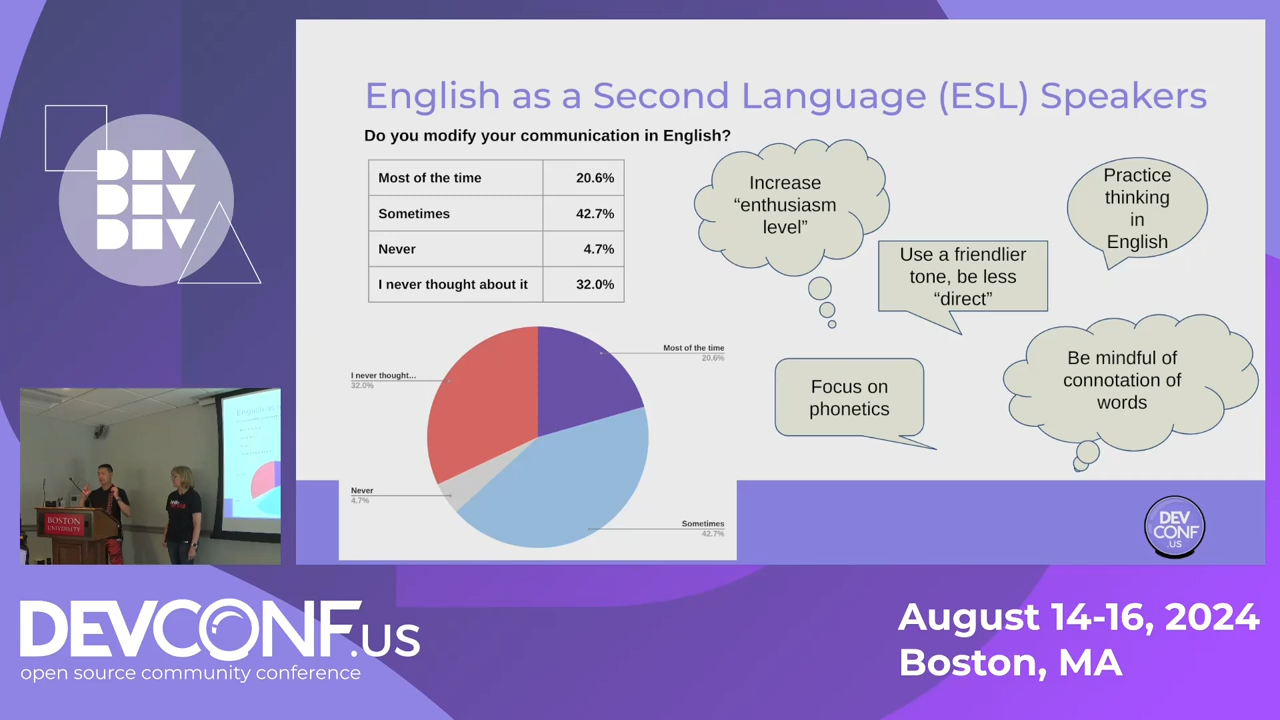 English as a Second Language (ESL) Speakers
Do you modify your communication in English?
Most of the time 20.6%
Sometimes 42.7%
Never 4.7%
I never thought about it 32.0%
Increase
“enthusiasm
level”
Practice
thinking
in
English
Use a friendlier
tone, be less
“direct”
Focus on
phonetics
Be mindful of
connotation of
words
Most of the time
20.6%
I never thought...
32.0%
Never
4.7%
Sometimes
42.7%
DEV
CONF
.US
DEV
DEV
DEV
BOSTON
UNIVERSITY
DEVCONF.US
open source community conference
August 14-16, 2024
Boston, MA